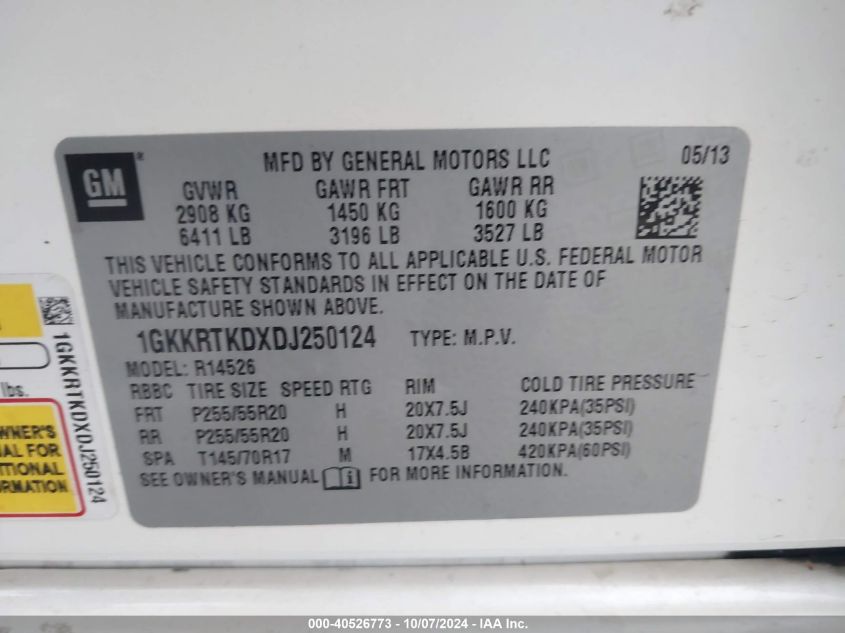 GM
MFD BY GENERAL MOTORS LLC 05/13
GVWR GAWR FRT GAWR RR
2908 KG 1450 KG 1600 KG
6411 LB 3196 LB 3527 LB
THIS VEHICLE CONFORMS TO ALL APPLICABLE U.S. FEDERAL MOTOR
VEHICLE SAFETY STANDARDS IN EFFECT ON THE DATE OF
MANUFACTURE SHOWN ABOVE.
1GKKRTKDXDJ250124 TYPE: M.P.V.
MODEL: R14526
RBBC TIRE SIZE SPEED RTG RIM COLD TIRE PRESSURE
FRT P255/55R20 H 20X7.5J 240KPA(35PSI)
RR P255/55R20 H 20X7.5J 240KPA(35PSI)
SPA T145/70R17 M 17X4.5B 420KPA(60PSI)
SEE OWNER'S MANUAL FOR MORE INFORMATION.
1GKKRTKDXDJ250124
lbs.
WNER'S
AL FOR
ITIONAL
RMATION
000-40526773 - 10/07/2024 - IAA Inc.